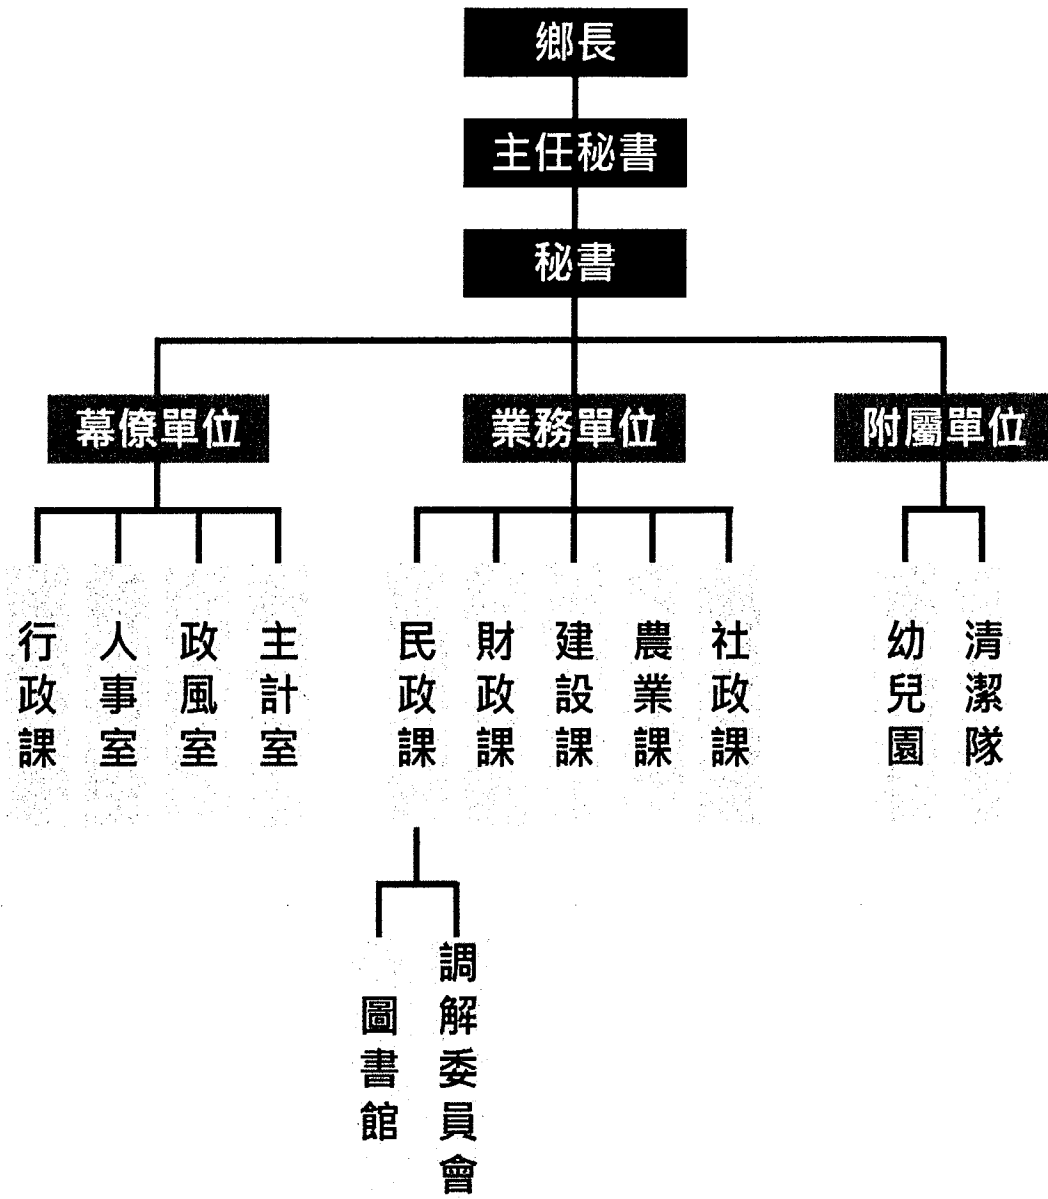 鄉長
主任秘書
秘書
幕僚單位
業務單位
附屬單位
行政課
人事室
政風室
主計室
民政課
財政課
建設課
農業課
社政課
幼兒園
清潔隊
圖書館
調解委員會